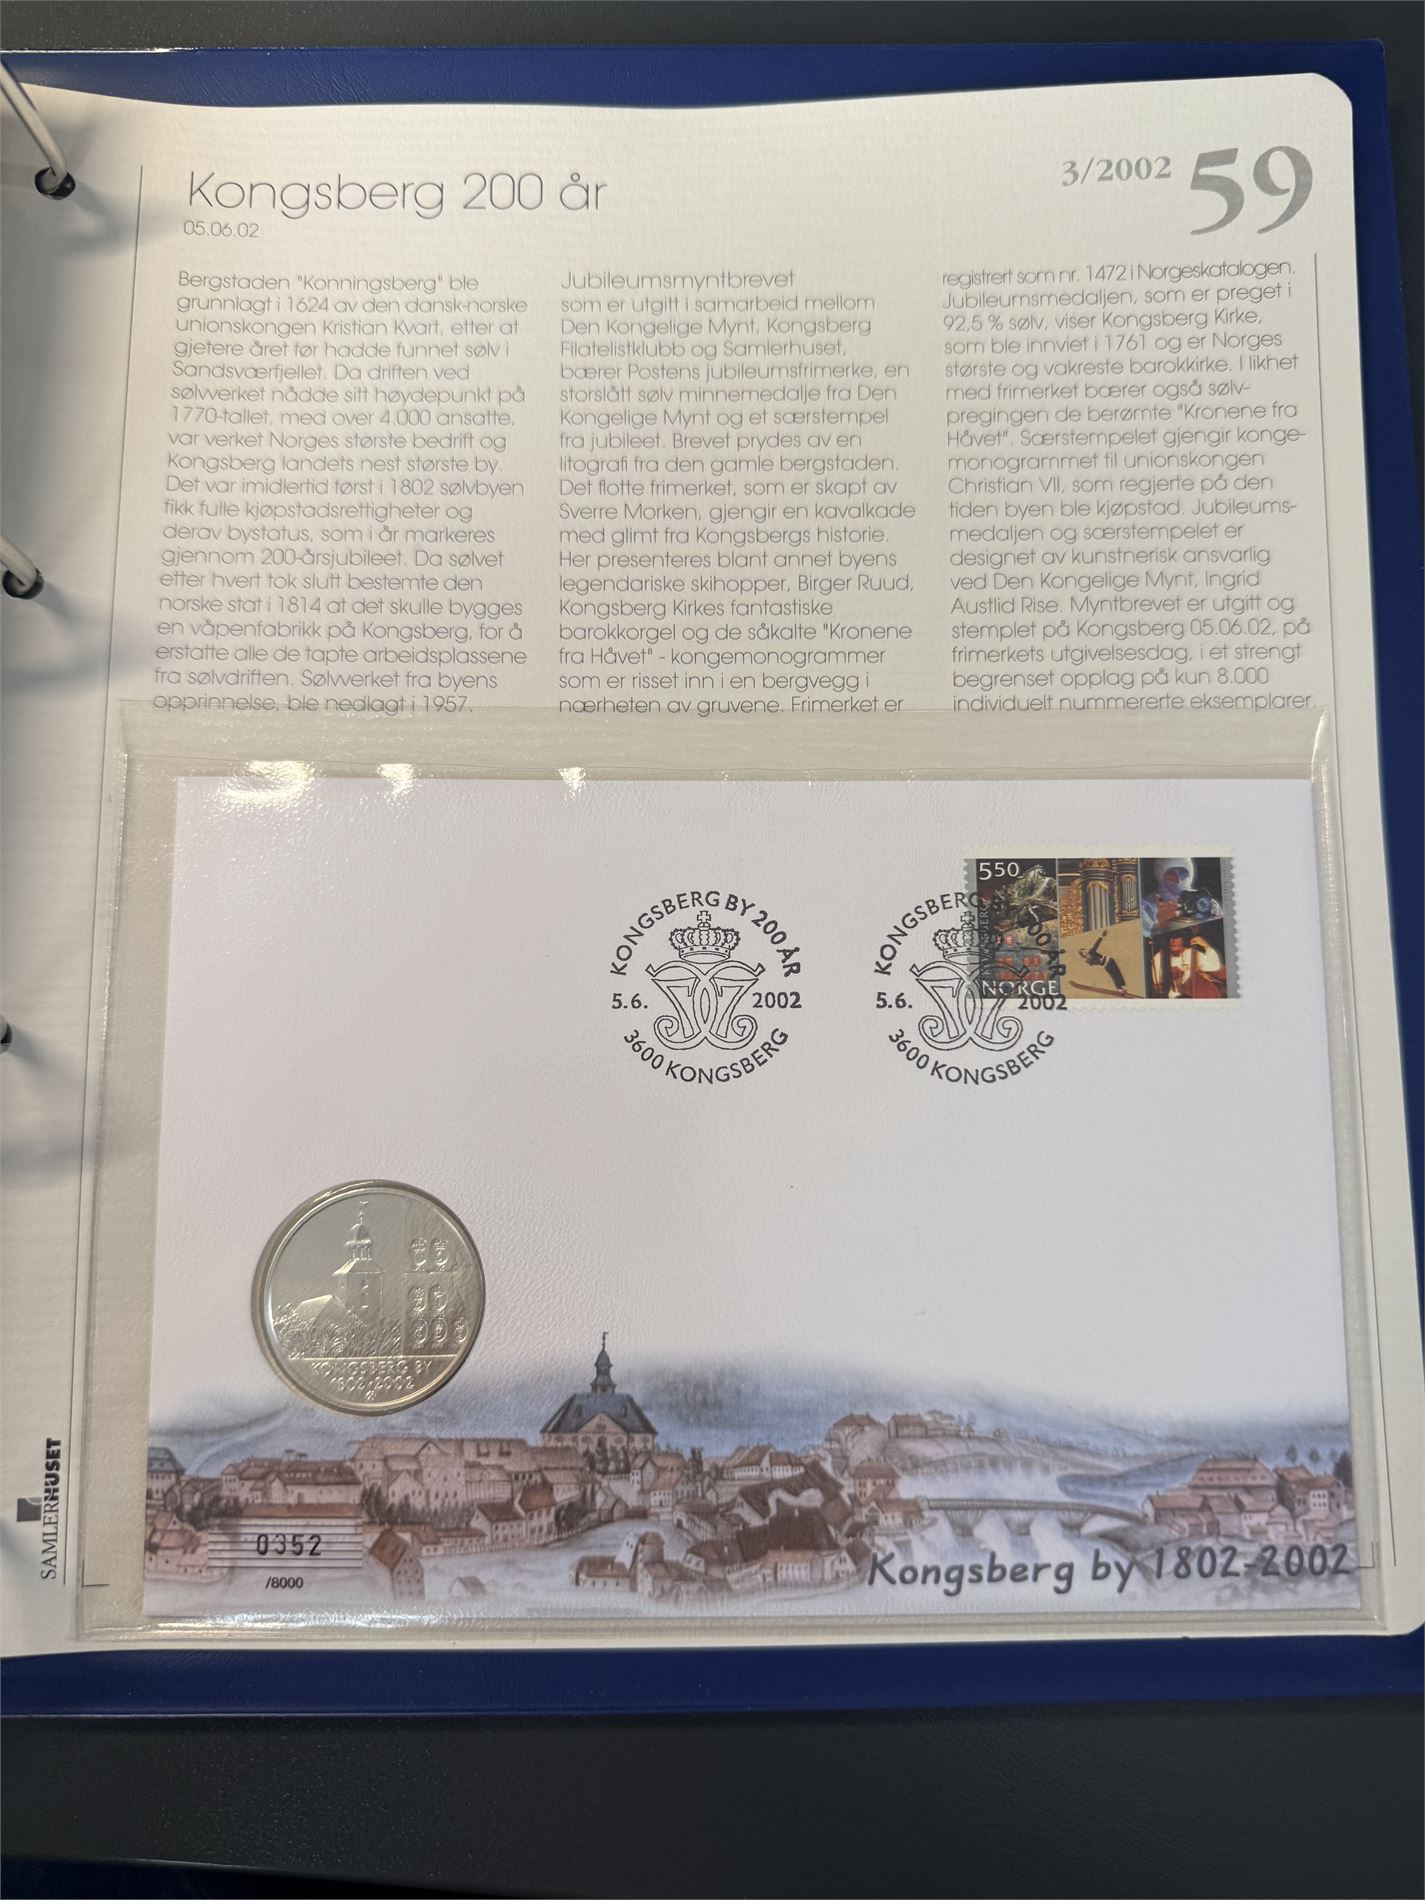 Kongsberg 200 år
05.06.02
3/2002 59
Bergstaden "Konningsberg" ble
grunnlagt i 1624 av den dansk-norske
unionskongen Kristian Kvart, etter at
gjetere året før hadde funnet sølv i
Sandsværfjellet. Da driften ved
sølvverket nådde sitt høydepunkt på
1770-tallet, med over 4.000 ansatte,
var verket Norges største bedrift og
Kongsberg landets nest største by.
Det var imidlertid først i 1802 sølvbyen
fikk fulle kjøpstadsrettigheter og
derav bystatus, som i år markeres
gjennom 200-årsjubileet. Da sølvet
etter hvert tok slutt bestemte den
norske stat i 1814 at det skulle bygges
en våpenfabrikk på Kongsberg, for å
erstatte alle de tapte arbeidsplassene
fra sølvdriften. Sølvverket fra byens
opprinnelse, ble nedlagt i 1957.
Jubileumsmyntbrevet
som er utgitt i samarbeid mellom
Den Kongelige Mynt, Kongsberg
Filatelistklubb og Samlerhuset,
bærer Postens jubileumsfrimerke, en
storslått sølv minnemedalje fra Den
Kongelige Mynt og et særstempel
fra jubileet. Brevet prydes av en
litografi fra den gamle bergstaden.
Det flotte frimerket, som er skapt av
Sverre Morken, gjengir en kavalkade
med glimt fra Kongsbergs historie.
Her presenteres blant annet byens
legendariske skihopper, Birger Ruud,
Kongsberg Kirkes fantastiske
barokkorgel og de såkalte "Kronene
fra Håvet" - kongemonogrammer
som er risset inn i en bergvegg i
nærheten av gruvene. Frimerket er
registrert som nr. 1472 i Norgeskatalogen.
Jubileumsmedaljen, som er preget i
92,5 % sølv, viser Kongsberg Kirke,
som ble innviet i 1761 og er Norges
største og vakreste barokkirke. I likhet
med frimerket bærer også sølv-
pregingen de berømte "Kronene fra
Håvet". Særstempelet gjengir konge-
monogrammet til unionskongen
Christian VII, som regjerte på den
tiden byen ble kjøpstad. Jubileums-
medaljen og særstempelet er
designet av kunstnerisk ansvarlig
ved Den Kongelige Mynt, Ingrid
Austlid Rise. Myntbrevet er utgitt og
stemplet på Kongsberg 05.06.02, på
frimerkets utgivelsesdag, i et strengt
begrenset opplag på kun 8.000
individuelt nummererte eksemplarer.
KONGSBERG BY 200 ÅR
5.6. 2002
3600 KONGSBERG
KONGSBERG BY 200 ÅR
5.6. 2002
3600 KONGSBERG
550
NORGE
KONGSBERG BY
1802·2002
SAMLERHUSET
0352
/8000
Kongsberg by 1802-2002